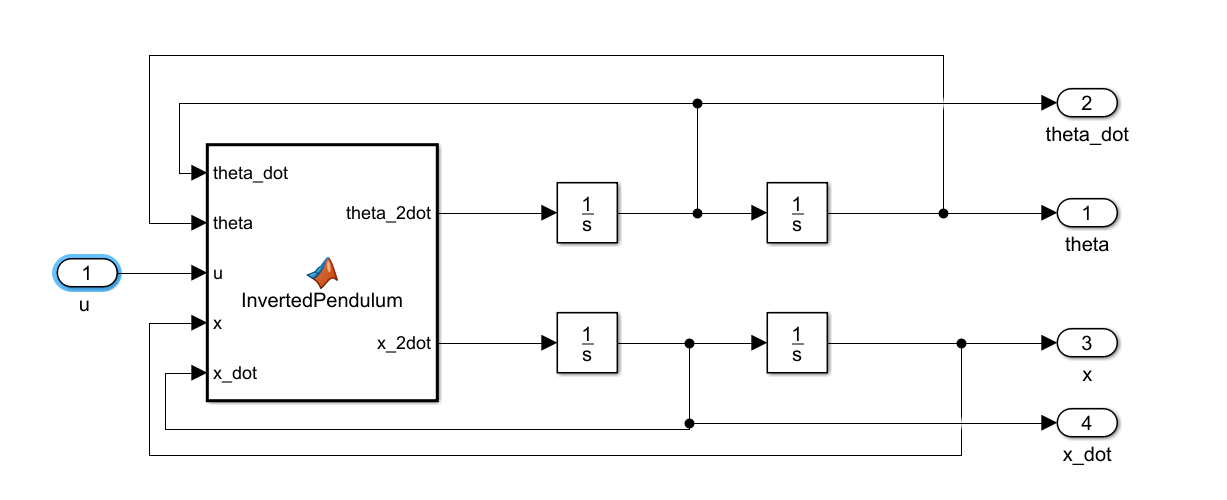 2
theta_dot
theta_dot
theta_2dot
1
s
1
s
1
theta
theta
1
u
u
InvertedPendulum
x
x_2dot
1
s
1
s
3
x
x_dot
4
x_dot